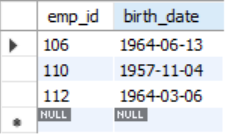 emp_id birth_date
106 1964-06-13
110 1957-11-04
112 1964-03-06
NULL NULL